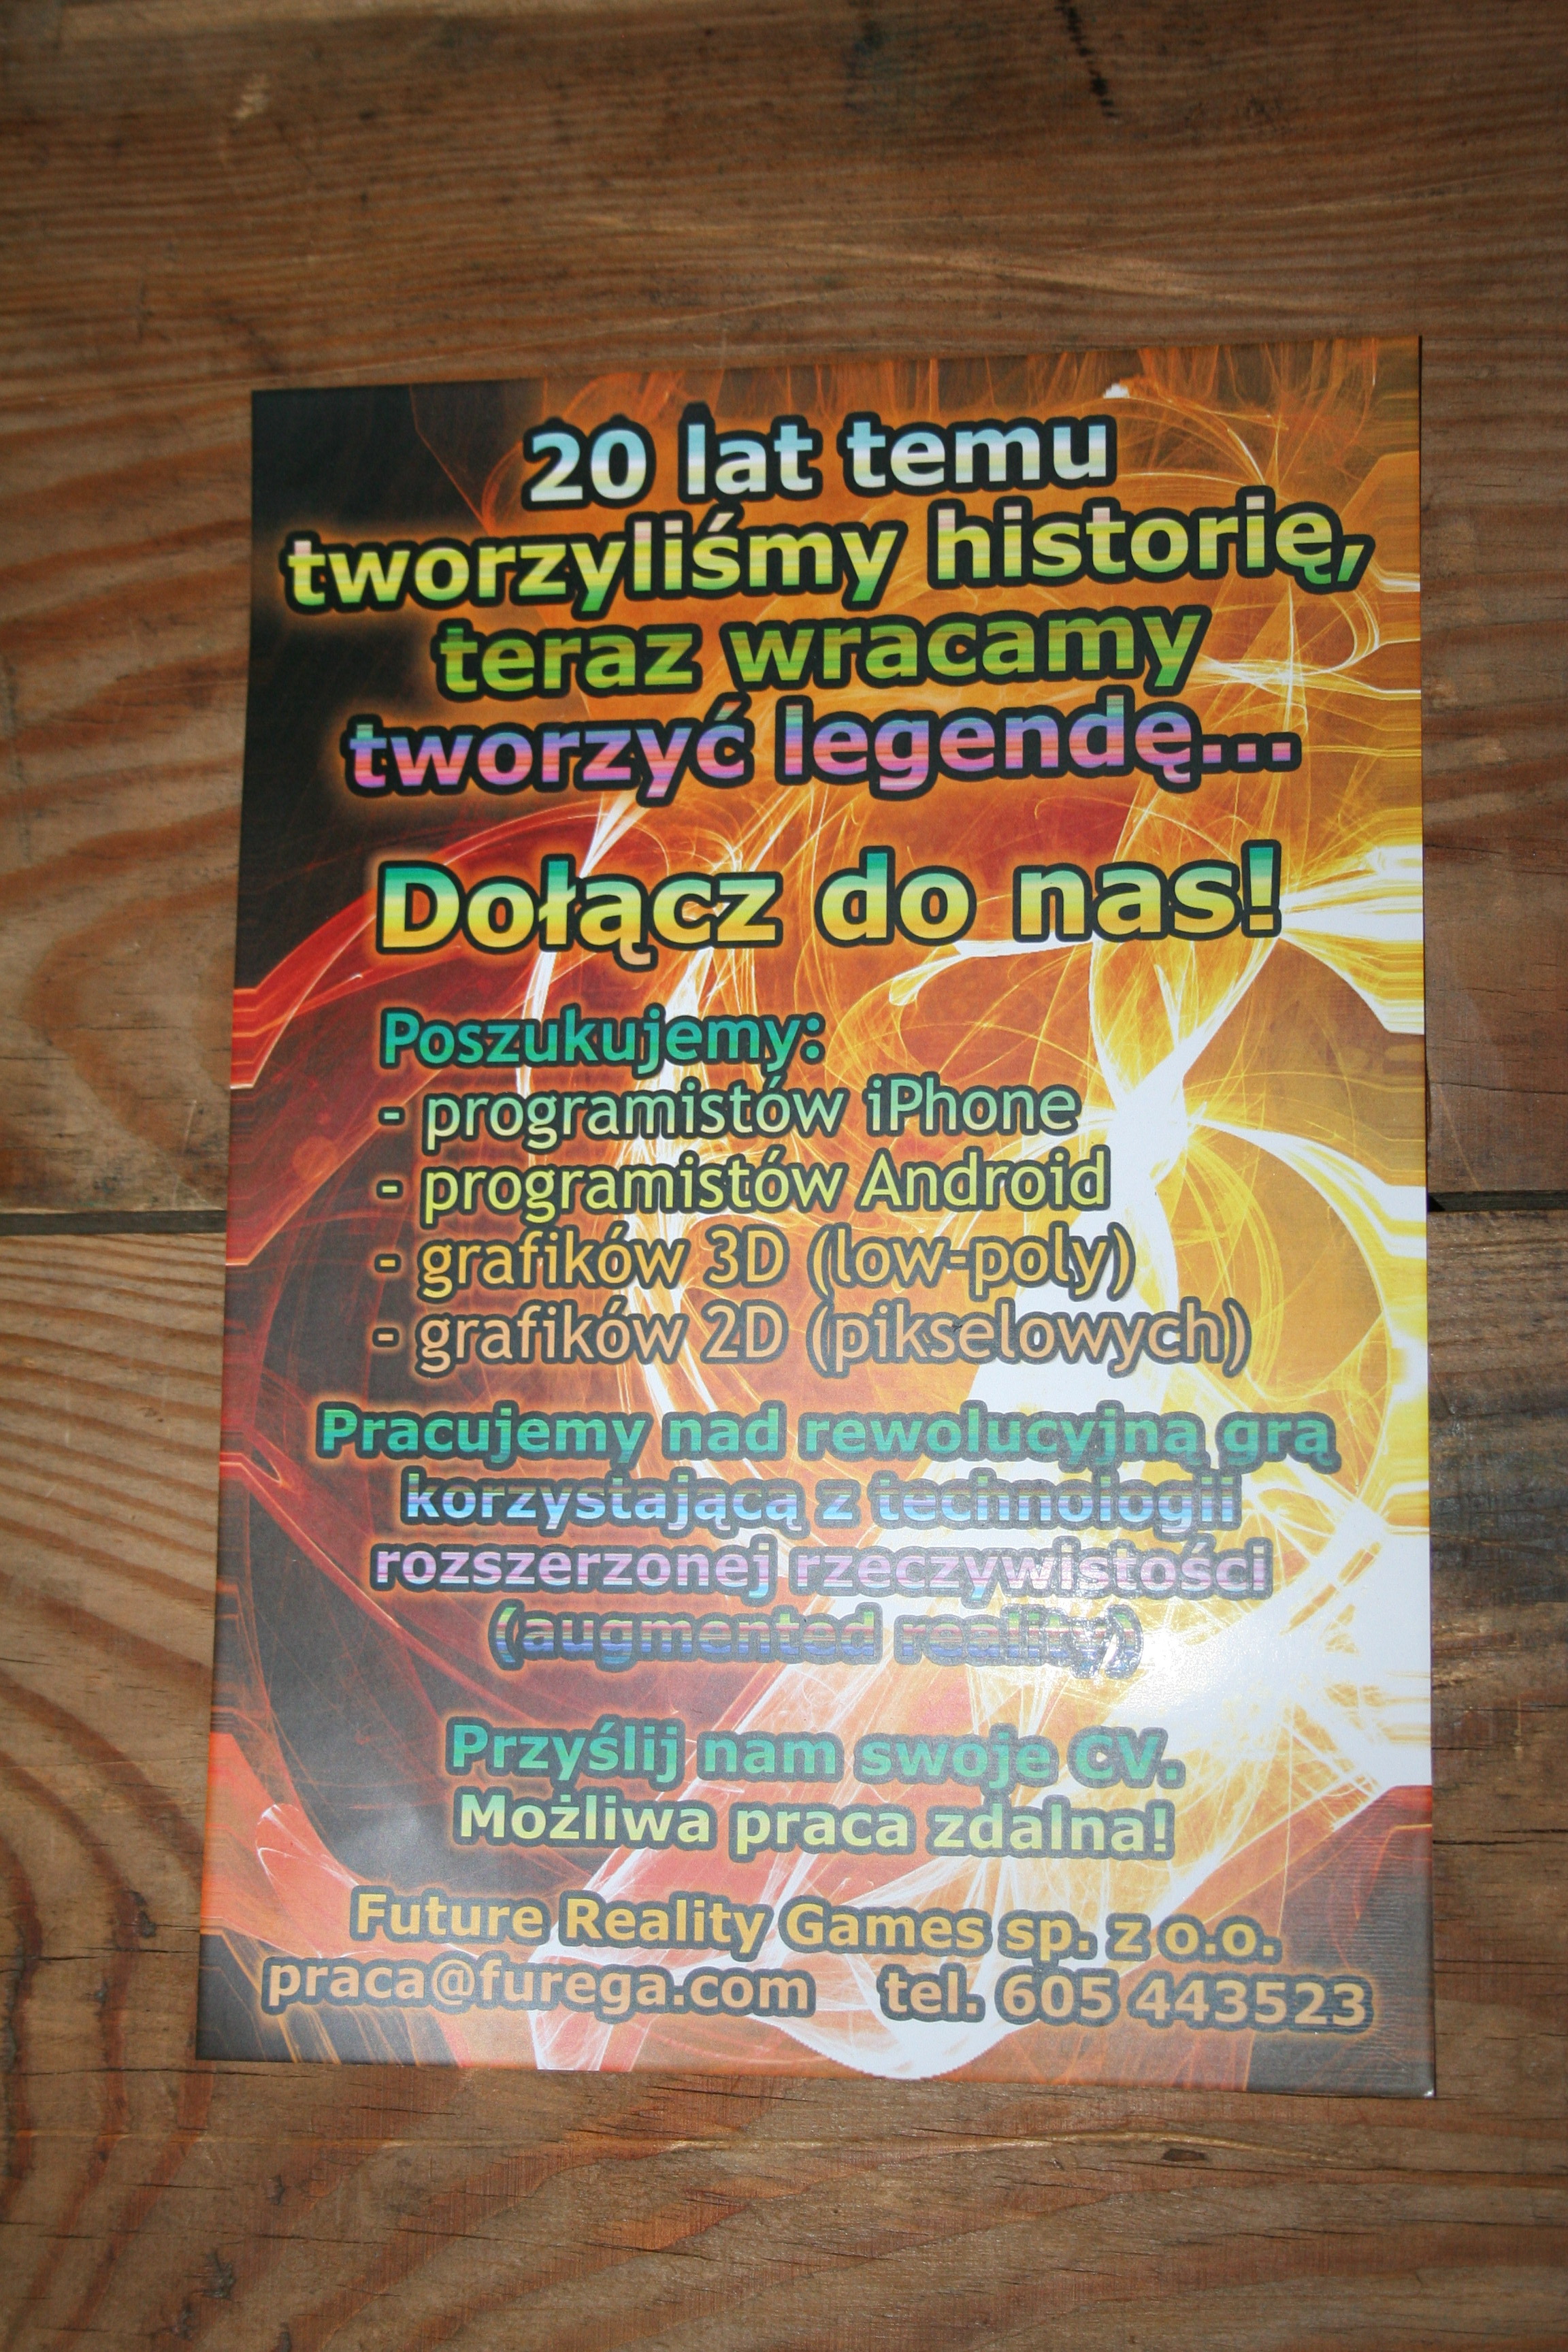 20 lat temu
tworzyliśmy historię,
teraz wracamy
tworzyć legendę...
Dołącz do nas!
Poszukujemy:
- programistów iPhone
- programistów Android
- grafików 3D (low-poly)
- grafików 2D (pikselowych)
Pracujemy nad rewolucyjną grą
korzystającą z technologii
rozszerzonej rzeczywistości
(augmented reality)
Przyślij nam swoje CV.
Możliwa praca zdalna!
Future Reality Games sp. z o.o.
praca@furega.com tel. 605 443523